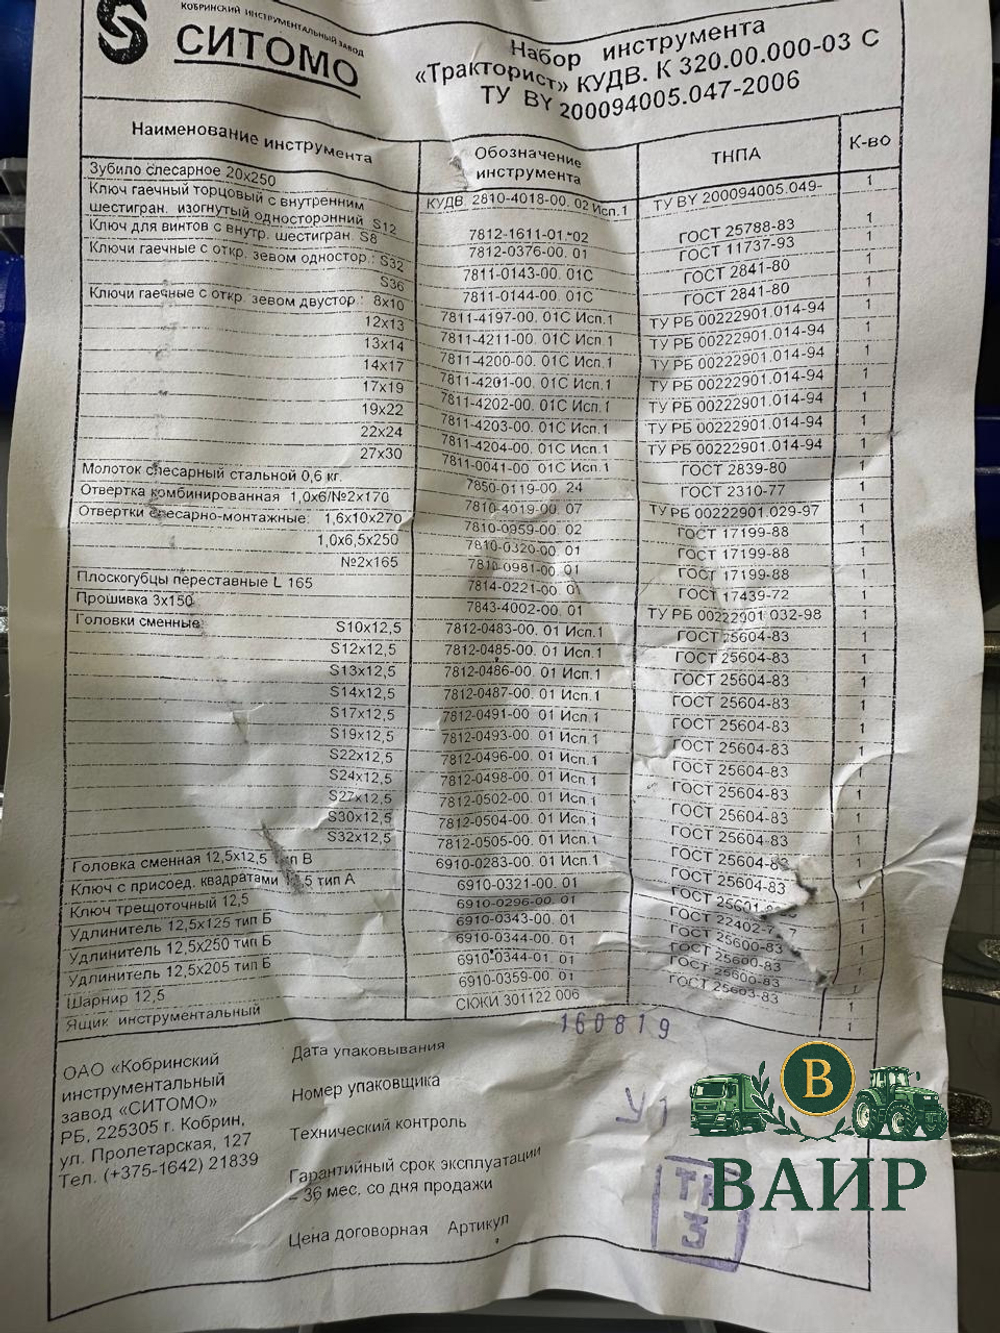 КОБРИНСКИЙ ИНСТРУМЕНТАЛЬНЫЙ ЗАВОД
СИТОМО
Набор инструмента
«Тракторист» КУДВ. К 320.00.000-03 С
ТУ BY 200094005.047-2006
Наименование инструмента Обозначение инструмента ТНПА К-во
Зубило слесарное 20х250 КУДВ. 2810-4018-00. 02 Исп.1 ТУ BY 200094005.049- 1
Ключ гаечный торцовый с внутренним
шестигран. изогнутый односторонний S12 7812-1611-01. 02 ГОСТ 25788-83 1
Ключ для винтов с внутр. шестигран. S8 7812-0376-00. 01 ГОСТ 11737-93 1
Ключи гаечные с откр. зевом одностор.: S32 7811-0143-00. 01С ГОСТ 2841-80 1
S36 7811-0144-00. 01С ГОСТ 2841-80 1
Ключи гаечные с откр. зевом двустор.: 8х10 7811-4197-00. 01С Исп.1 ТУ РБ 00222901.014-94 1
12х13 7811-4211-00. 01С Исп.1 ТУ РБ 00222901.014-94 1
13х14 7811-4200-00. 01С Исп.1 ТУ РБ 00222901.014-94 1
14х17 7811-4201-00. 01С Исп.1 ТУ РБ 00222901.014-94 1
17х19 7811-4202-00. 01С Исп.1 ТУ РБ 00222901.014-94 1
19х22 7811-4203-00. 01С Исп.1 ТУ РБ 00222901.014-94 1
22х24 7811-4204-00. 01С Исп.1 ТУ РБ 00222901.014-94 1
27х30 7811-0041-00. 01С Исп.1 ГОСТ 2839-80 1
Молоток слесарный стальной 0,6 кг. 7850-0119-00. 24 ГОСТ 2310-77 1
Отвертка комбинированная 1,0х6/№2х170 7810-4019-00. 07 ТУ РБ 00222901.029-97 1
Отвертки слесарно-монтажные: 1,6х10х270 7810-0959-00. 02 ГОСТ 17199-88 1
1,0х6,5х250 7810-0320-00. 01 ГОСТ 17199-88 1
№2х165 7810-0981-00. 01 ГОСТ 17199-88 1
Плоскогубцы переставные L 165 7814-0221-00. 01 ГОСТ 17439-72 1
Прошивка 3х150 7843-4002-00. 01 ТУ РБ 00222901.032-98 1
Головки сменные: S10х12,5 7812-0483-00. 01 Исп.1 ГОСТ 25604-83 1
S12х12,5 7812-0485-00. 01 Исп.1 ГОСТ 25604-83 1
S13х12,5 7812-0486-00. 01 Исп.1 ГОСТ 25604-83 1
S14х12,5 7812-0487-00. 01 Исп.1 ГОСТ 25604-83 1
S17х12,5 7812-0491-00. 01 Исп.1 ГОСТ 25604-83 1
S19х12,5 7812-0493-00. 01 Исп.1 ГОСТ 25604-83 1
S22х12,5 7812-0496-00. 01 Исп.1 ГОСТ 25604-83 1
S24х12,5 7812-0498-00. 01 Исп.1 ГОСТ 25604-83 1
S27х12,5 7812-0502-00. 01 Исп.1 ГОСТ 25604-83 1
S30х12,5 7812-0504-00. 01 Исп.1 ГОСТ 25604-83 1
S32х12,5 7812-0505-00. 01 Исп.1 ГОСТ 25604-83 1
Головка сменная 12,5х12,5 тип В 6910-0283-00. 01 Исп.1 ГОСТ 25604-83 1
Ключ с присоед. квадратами тип А 6910-0321-00. 01 ГОСТ 1
Ключ трещоточный 12,5 6910-0296-00. 01 ГОСТ 1
Удлинитель 12,5х125 тип Б 6910-0343-00. 01 ГОСТ 25600-83 1
Удлинитель 12,5х250 тип Б 6910-0344-00. 01 ГОСТ 25600-83 1
Удлинитель 12,5х205 тип Б 6910-0344-01. 01 ГОСТ 25600-83 1
Шарнир 12,5 6910-0359-00. 01 ГОСТ 25603-83 1
Ящик инструментальный СЮКИ.301122 006 1
160819
ОАО «Кобринский
инструментальный
завод «СИТОМО»
РБ, 225305 г. Кобрин,
ул. Пролетарская, 127
Тел. (+375-1642) 21839
Дата упаковывания
Номер упаковщика
У1
Технический контроль
Гарантийный срок эксплуатации
– 36 мес. со дня продажи
Цена договорная Артикул
3
В
ВАИР